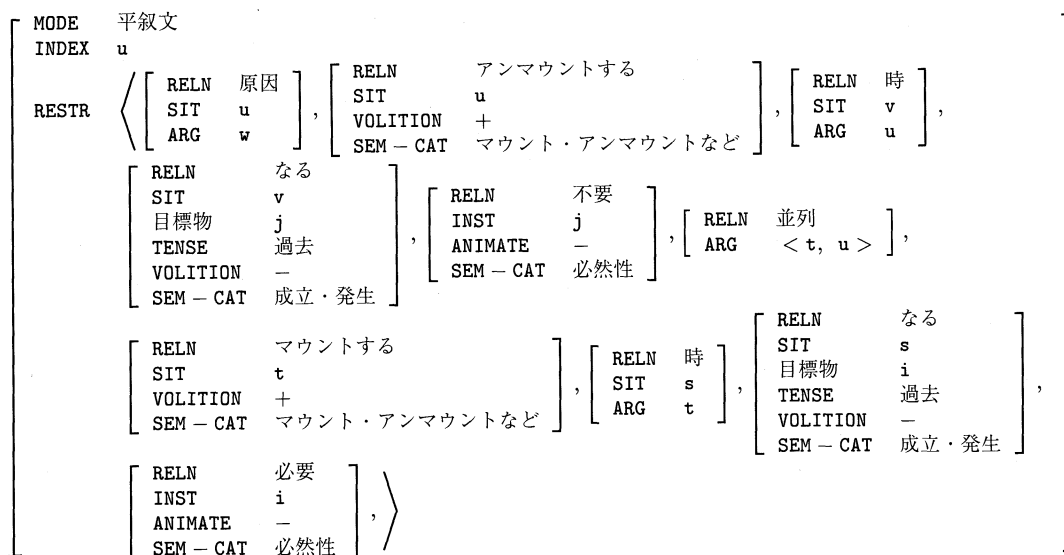 MODE 平叙文
INDEX u
RESTR 〈[RELN 原因
SIT u
ARG w],
[RELN アンマウントする
SIT u
VOLITION +
SEM－CAT マウント・アンマウントなど],
[RELN 時
SIT v
ARG u],
[RELN なる
SIT v
目標物 j
TENSE 過去
VOLITION －
SEM－CAT 成立・発生],
[RELN 不要
INST j
ANIMATE －
SEM－CAT 必然性],
[RELN 並列
ARG ＜t, u＞],
[RELN マウントする
SIT t
VOLITION +
SEM－CAT マウント・アンマウントなど],
[RELN 時
SIT s
ARG t],
[RELN なる
SIT s
目標物 i
TENSE 過去
VOLITION －
SEM－CAT 成立・発生],
[RELN 必要
INST i
ANIMATE －
SEM－CAT 必然性],〉